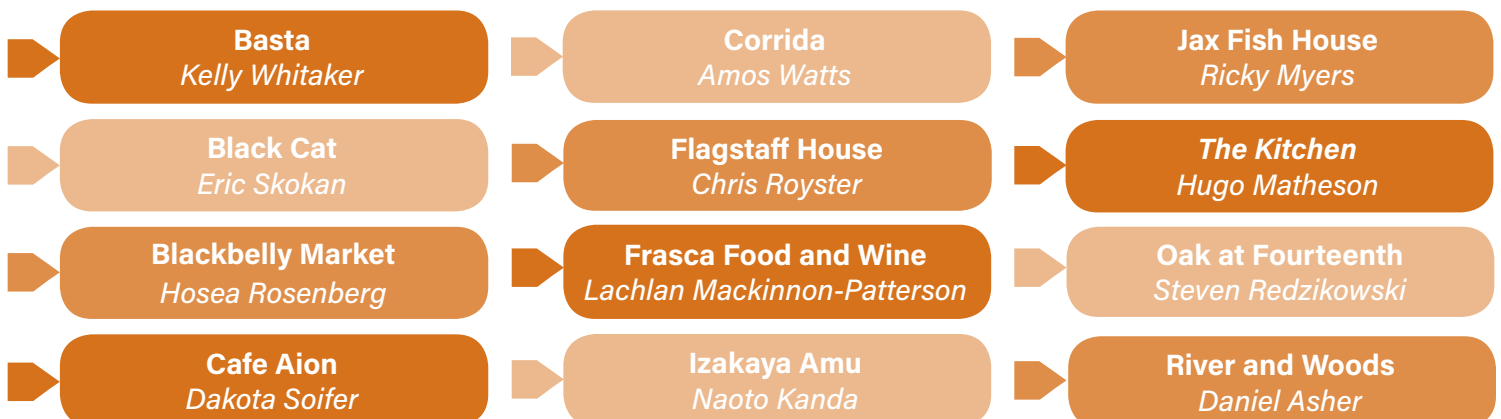 Basta
Kelly Whitaker
Black Cat
Eric Skokan
Blackbelly Market
Hosea Rosenberg
Cafe Aion
Dakota Soifer
Corrida
Amos Watts
Flagstaff House
Chris Royster
Frasca Food and Wine
Lachlan Mackinnon-Patterson
Izakaya Amu
Naoto Kanda
Jax Fish House
Ricky Myers
The Kitchen
Hugo Matheson
Oak at Fourteenth
Steven Redzikowski
River and Woods
Daniel Asher